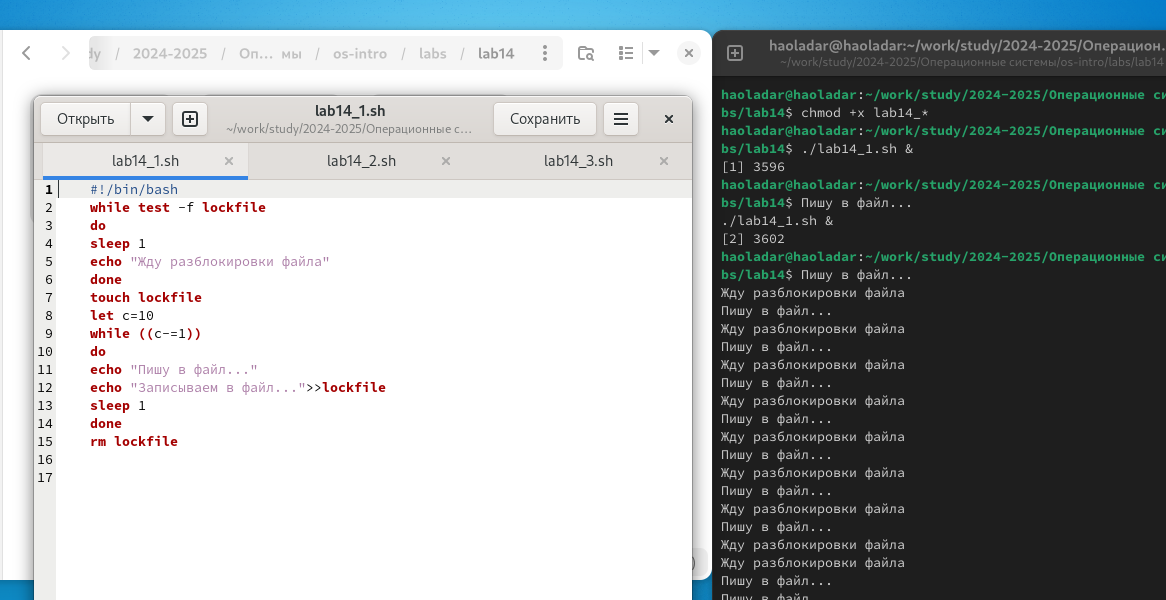 / 2024-2025 / Оп... мы / os-intro / labs / lab14
Открыть
lab14_1.sh
~/work/study/2024-2025/Операционные с...
Сохранить
lab14_1.sh
lab14_2.sh
lab14_3.sh
1 #!/bin/bash
2 while test -f lockfile
3 do
4 sleep 1
5 echo "Жду разблокировки файла"
6 done
7 touch lockfile
8 let c=10
9 while ((c-=1))
10 do
11 echo "Пишу в файл..."
12 echo "Записываем в файл...">>lockfile
13 sleep 1
14 done
15 rm lockfile
16
17
haoladar@haoladar:~/work/study/2024-2025/Операцион.
~/work/study/2024-2025/Операционные системы/os-intro/labs/lab14
haoladar@haoladar:~/work/study/2024-2025/Операционные си
bs/lab14$ chmod +x lab14_*
haoladar@haoladar:~/work/study/2024-2025/Операционные си
bs/lab14$ ./lab14_1.sh &
[1] 3596
haoladar@haoladar:~/work/study/2024-2025/Операционные си
bs/lab14$ Пишу в файл...
./lab14_1.sh &
[2] 3602
haoladar@haoladar:~/work/study/2024-2025/Операционные си
bs/lab14$ Пишу в файл...
Жду разблокировки файла
Пишу в файл...
Жду разблокировки файла
Пишу в файл...
Жду разблокировки файла
Пишу в файл...
Жду разблокировки файла
Пишу в файл...
Жду разблокировки файла
Пишу в файл...
Жду разблокировки файла
Пишу в файл...
Жду разблокировки файла
Пишу в файл...
Жду разблокировки файла
Жду разблокировки файла
Пишу в файл...
Пишу в файл